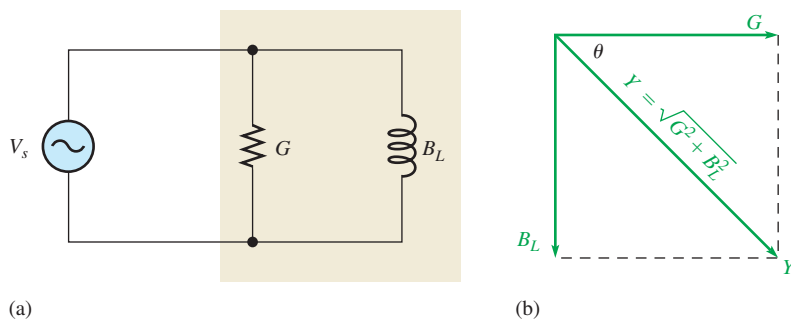 V_s
G
B_L
(a)
G
θ
Y = √(G² + B_L²)
B_L
Y
(b)